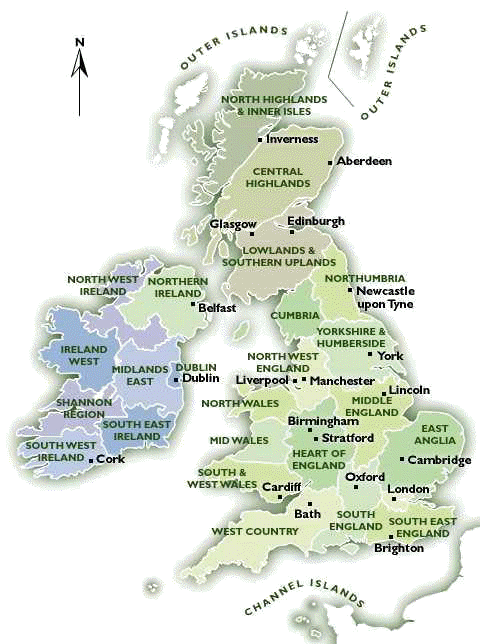 N
OUTER ISLANDS
OUTER ISLANDS
NORTH HIGHLANDS
& INNER ISLES
Inverness
Aberdeen
CENTRAL
HIGHLANDS
Glasgow
Edinburgh
LOWLANDS &
SOUTHERN UPLANDS
NORTH WEST
IRELAND
NORTHERN
IRELAND
Belfast
NORTHUMBRIA
Newcastle
upon Tyne
CUMBRIA
YORKSHIRE &
HUMBERSIDE
York
IRELAND
WEST
MIDLANDS
EAST
DUBLIN
Dublin
NORTH WEST
ENGLAND
Liverpool
Manchester
Lincoln
SHANNON
REGION
NORTH WALES
MIDDLE
ENGLAND
SOUTH EAST
IRELAND
SOUTH WEST
IRELAND
Cork
MID WALES
Birmingham
Stratford
HEART OF
ENGLAND
EAST
ANGLIA
Cambridge
SOUTH &
WEST WALES
Cardiff
Oxford
London
Bath
WEST COUNTRY
SOUTH
ENGLAND
SOUTH EAST
ENGLAND
Brighton
CHANNEL ISLANDS